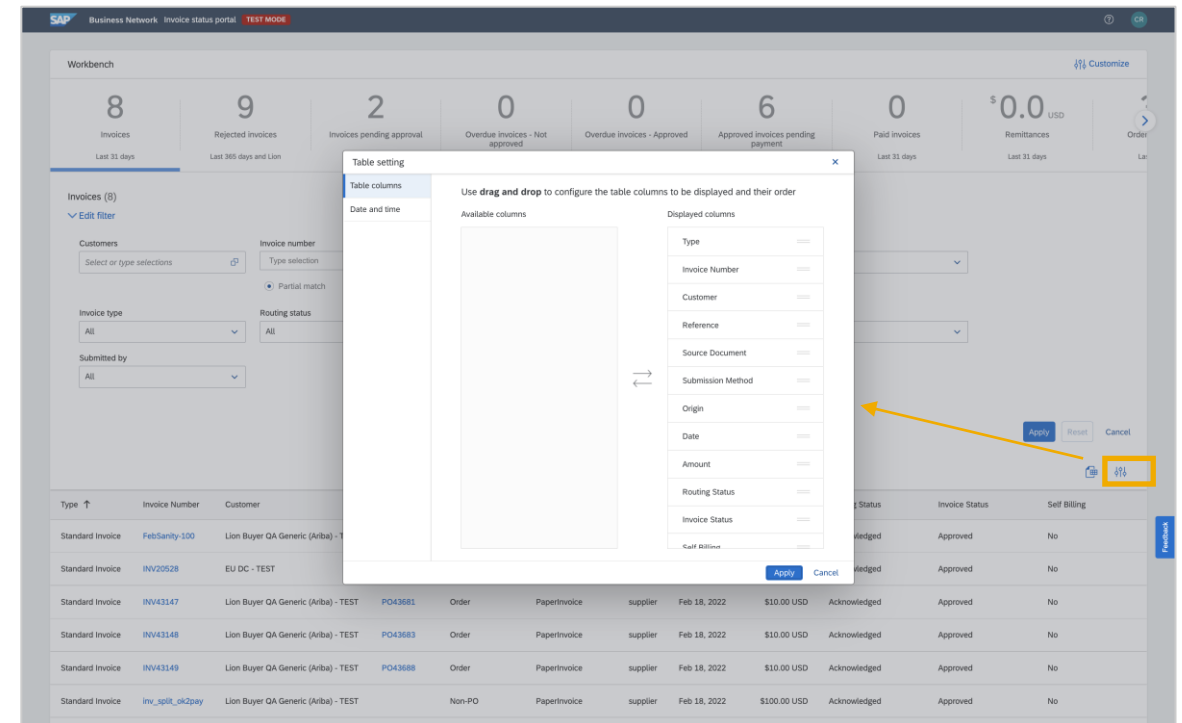 SAP Business Network Invoice status portal TEST MODE
CR
Workbench
Customize
8
Invoices
Last 31 days
9
Rejected invoices
Last 365 days and Lion
2
Invoices pending approval
0
Overdue invoices - Not
approved
0
Overdue invoices - Approved
6
Approved invoices pending
payment
0
Paid invoices
Last 31 days
$ 0.0 USD
Remittances
Last 31 days
Invoices (8)
Edit filter
Customers
Select or type selections
Invoice number
Type selection
Partial match
Invoice type
All
Routing status
All
Submitted by
All
Apply Reset Cancel
Table setting
Table columns
Date and time
Use drag and drop to configure the table columns to be displayed and their order
Available columns
Displayed columns
Type
Invoice Number
Customer
Reference
Source Document
Submission Method
Origin
Date
Amount
Routing Status
Invoice Status
Self Billing
Apply Cancel
Type Invoice Number Customer Status Invoice Status Self Billing
Standard Invoice FebSanity-100 Lion Buyer QA Generic (Ariba) - Approved No
Standard Invoice INV20528 EU DC - TEST Approved No
Standard Invoice INV43147 Lion Buyer QA Generic (Ariba) - TEST PO43681 Order PaperInvoice supplier Feb 18, 2022 $10.00 USD Acknowledged Approved No
Standard Invoice INV43148 Lion Buyer QA Generic (Ariba) - TEST PO43683 Order PaperInvoice supplier Feb 18, 2022 $10.00 USD Acknowledged Approved No
Standard Invoice INV43149 Lion Buyer QA Generic (Ariba) - TEST PO43688 Order PaperInvoice supplier Feb 18, 2022 $10.00 USD Acknowledged Approved No
Standard Invoice inv_split_ok2pay Lion Buyer QA Generic (Ariba) - TEST Non-PO PaperInvoice supplier Feb 18, 2022 $100.00 USD Acknowledged Approved No
Feedback